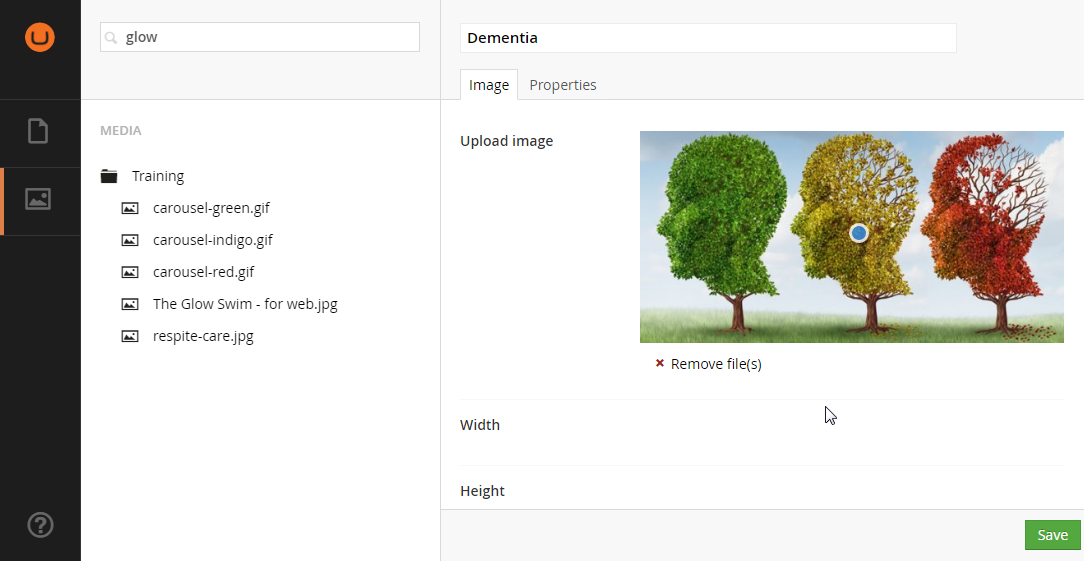 glow
MEDIA
Training
carousel-green.gif
carousel-indigo.gif
carousel-red.gif
The Glow Swim - for web.jpg
respite-care.jpg
Dementia
Image Properties
Upload image
Remove file(s)
Width
Height
Save